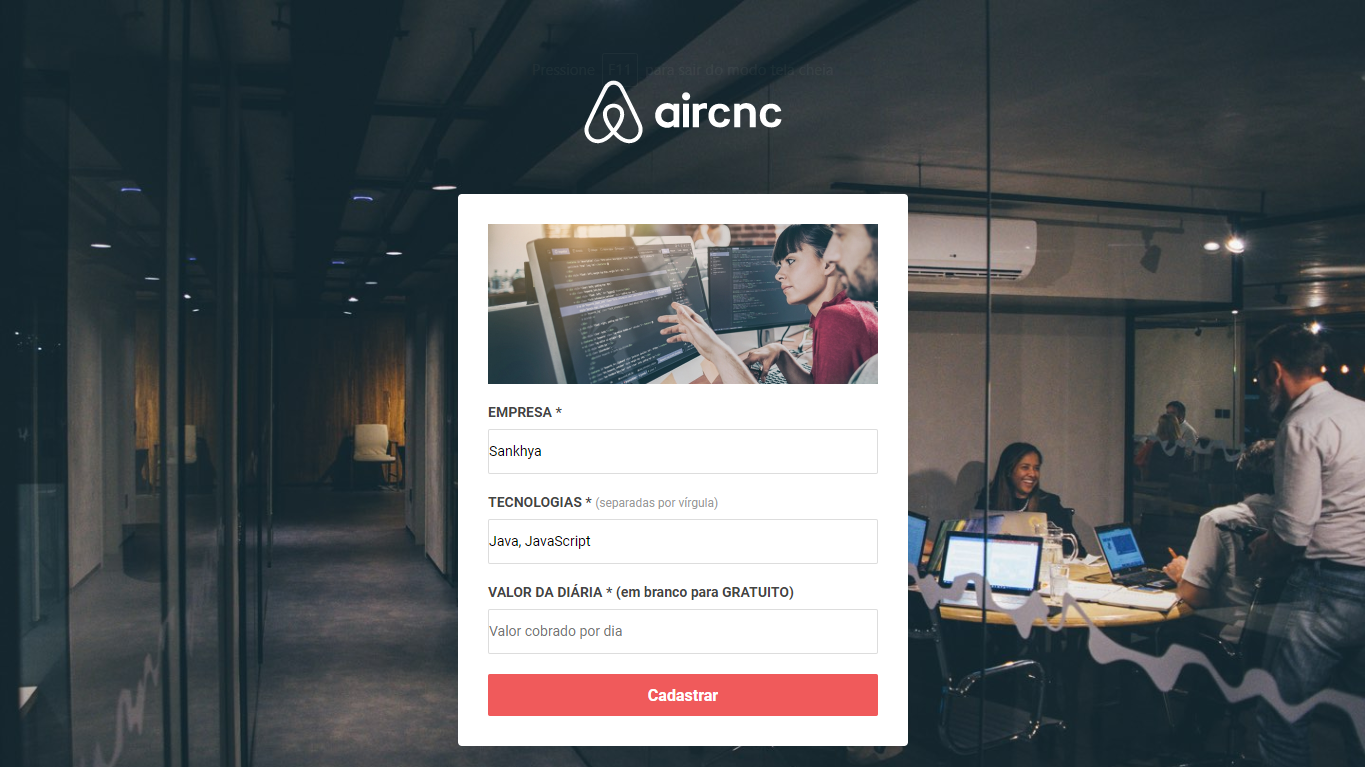 Pressione F11 para sair do modo tela cheia
aircnc
EMPRESA *
Sankhya
TECNOLOGIAS * (separadas por vírgula)
Java, JavaScript
VALOR DA DIÁRIA * (em branco para GRATUITO)
Valor cobrado por dia
Cadastrar